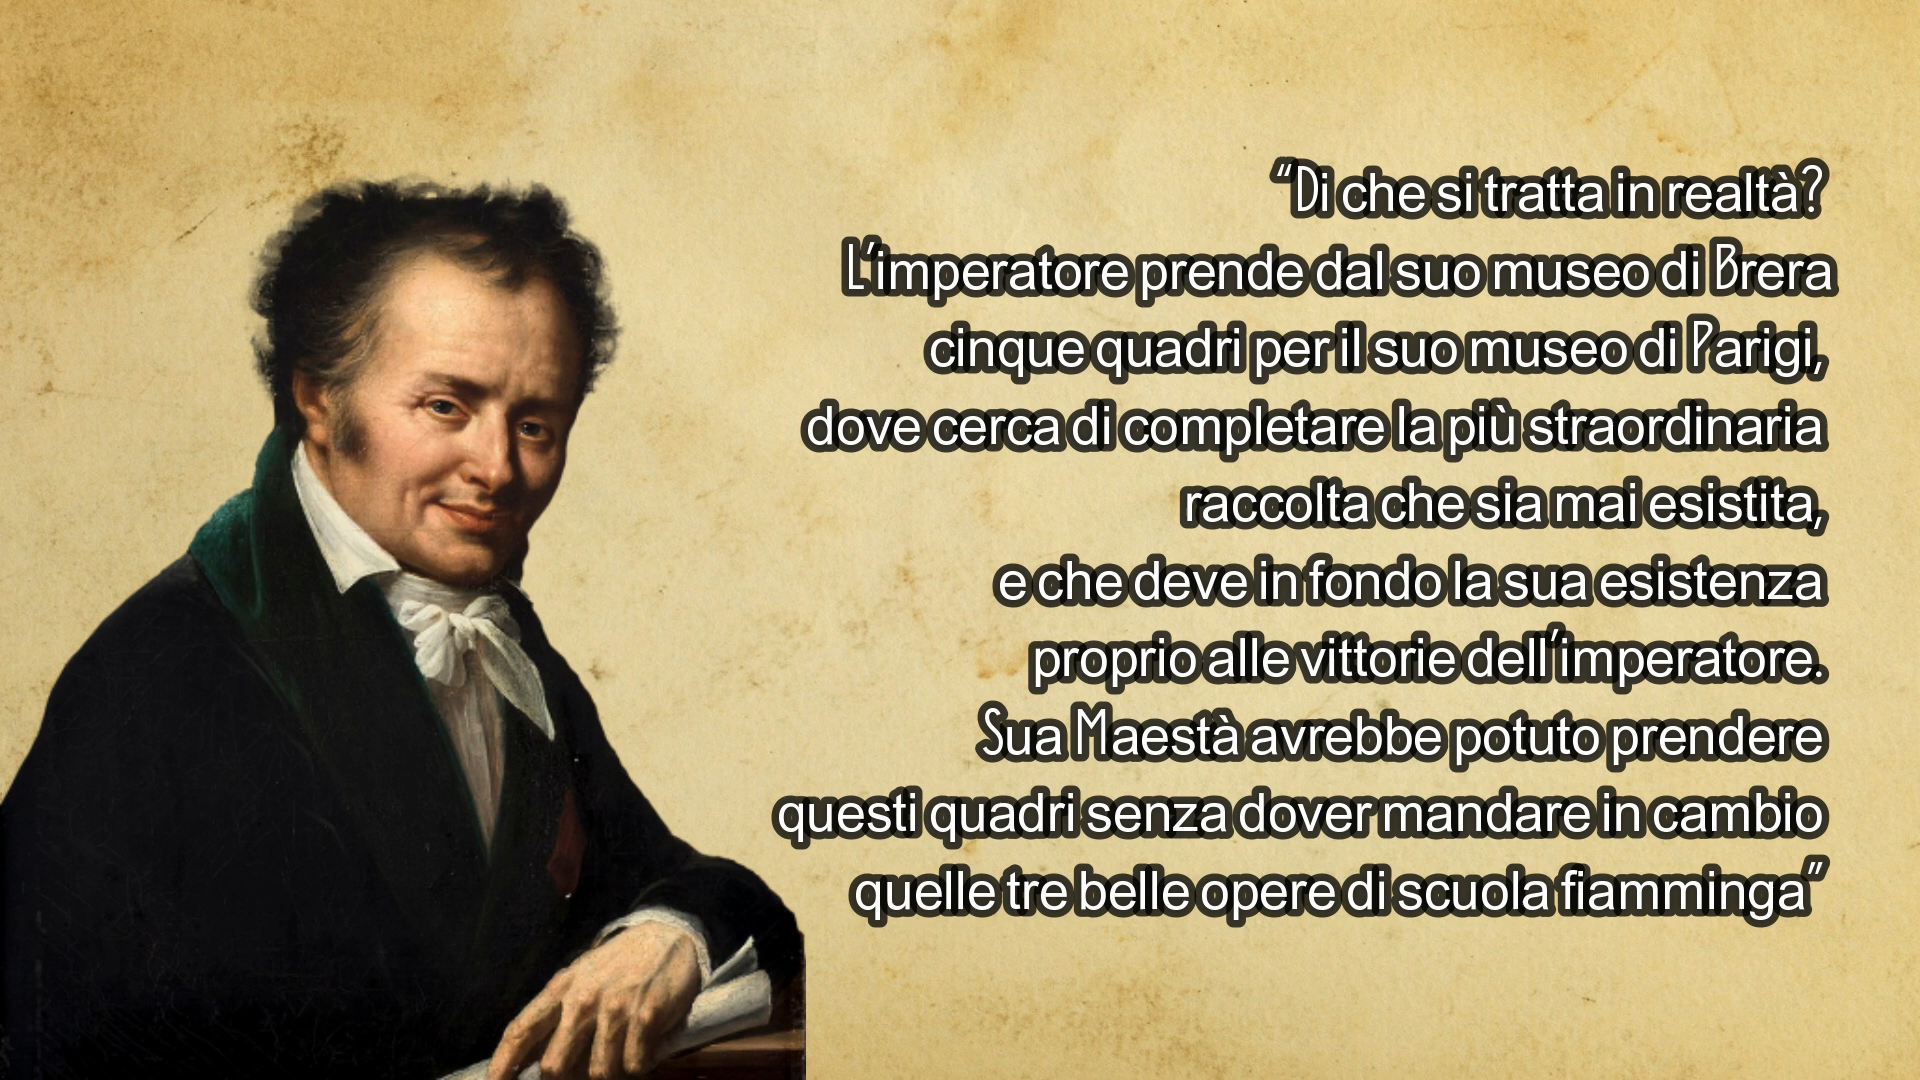 “Di che si tratta in realtà?
L'imperatore prende dal suo museo di Brera
cinque quadri per il suo museo di Parigi,
dove cerca di completare la più straordinaria
raccolta che sia mai esistita,
e che deve in fondo la sua esistenza
proprio alle vittorie dell'imperatore.
Sua Maestà avrebbe potuto prendere
questi quadri senza dover mandare in cambio
quelle tre belle opere di scuola fiamminga”